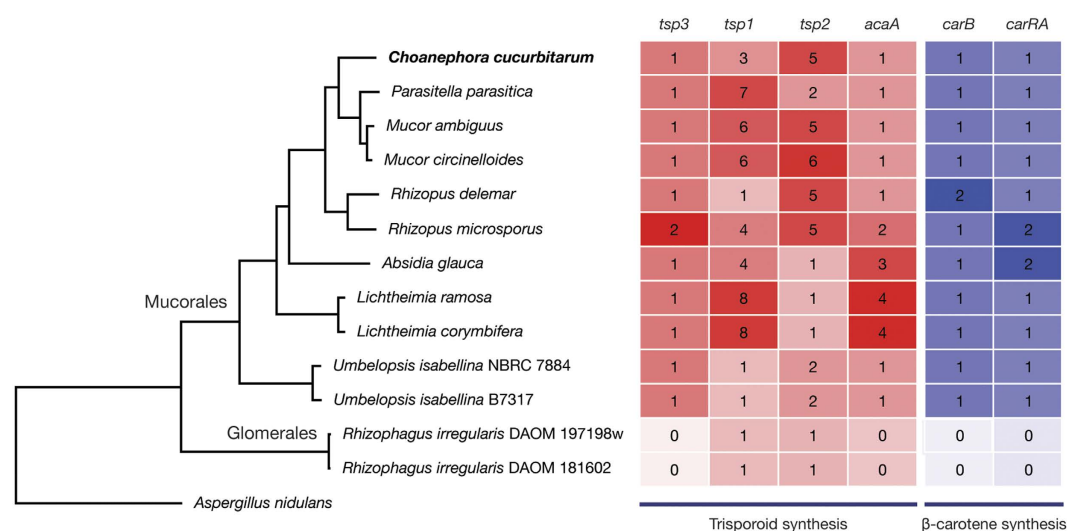 tsp3 tsp1 tsp2 acaA carB carRA
Choanephora cucurbitarum 1 3 5 1 1 1
Parasitella parasitica 1 7 2 1 1 1
Mucor ambiguus 1 6 5 1 1 1
Mucor circinelloides 1 6 6 1 1 1
Rhizopus delemar 1 1 5 1 2 1
Rhizopus microsporus 2 4 5 2 1 2
Absidia glauca 1 4 1 3 1 2
Mucorales
Lichtheimia ramosa 1 8 1 4 1 1
Lichtheimia corymbifera 1 8 1 4 1 1
Umbelopsis isabellina NBRC 7884 1 1 2 1 1 1
Umbelopsis isabellina B7317 1 1 2 1 1 1
Glomerales
Rhizophagus irregularis DAOM 197198w 0 1 1 0 0 0
Rhizophagus irregularis DAOM 181602 0 1 1 0 0 0
Aspergillus nidulans
Trisporoid synthesis β-carotene synthesis